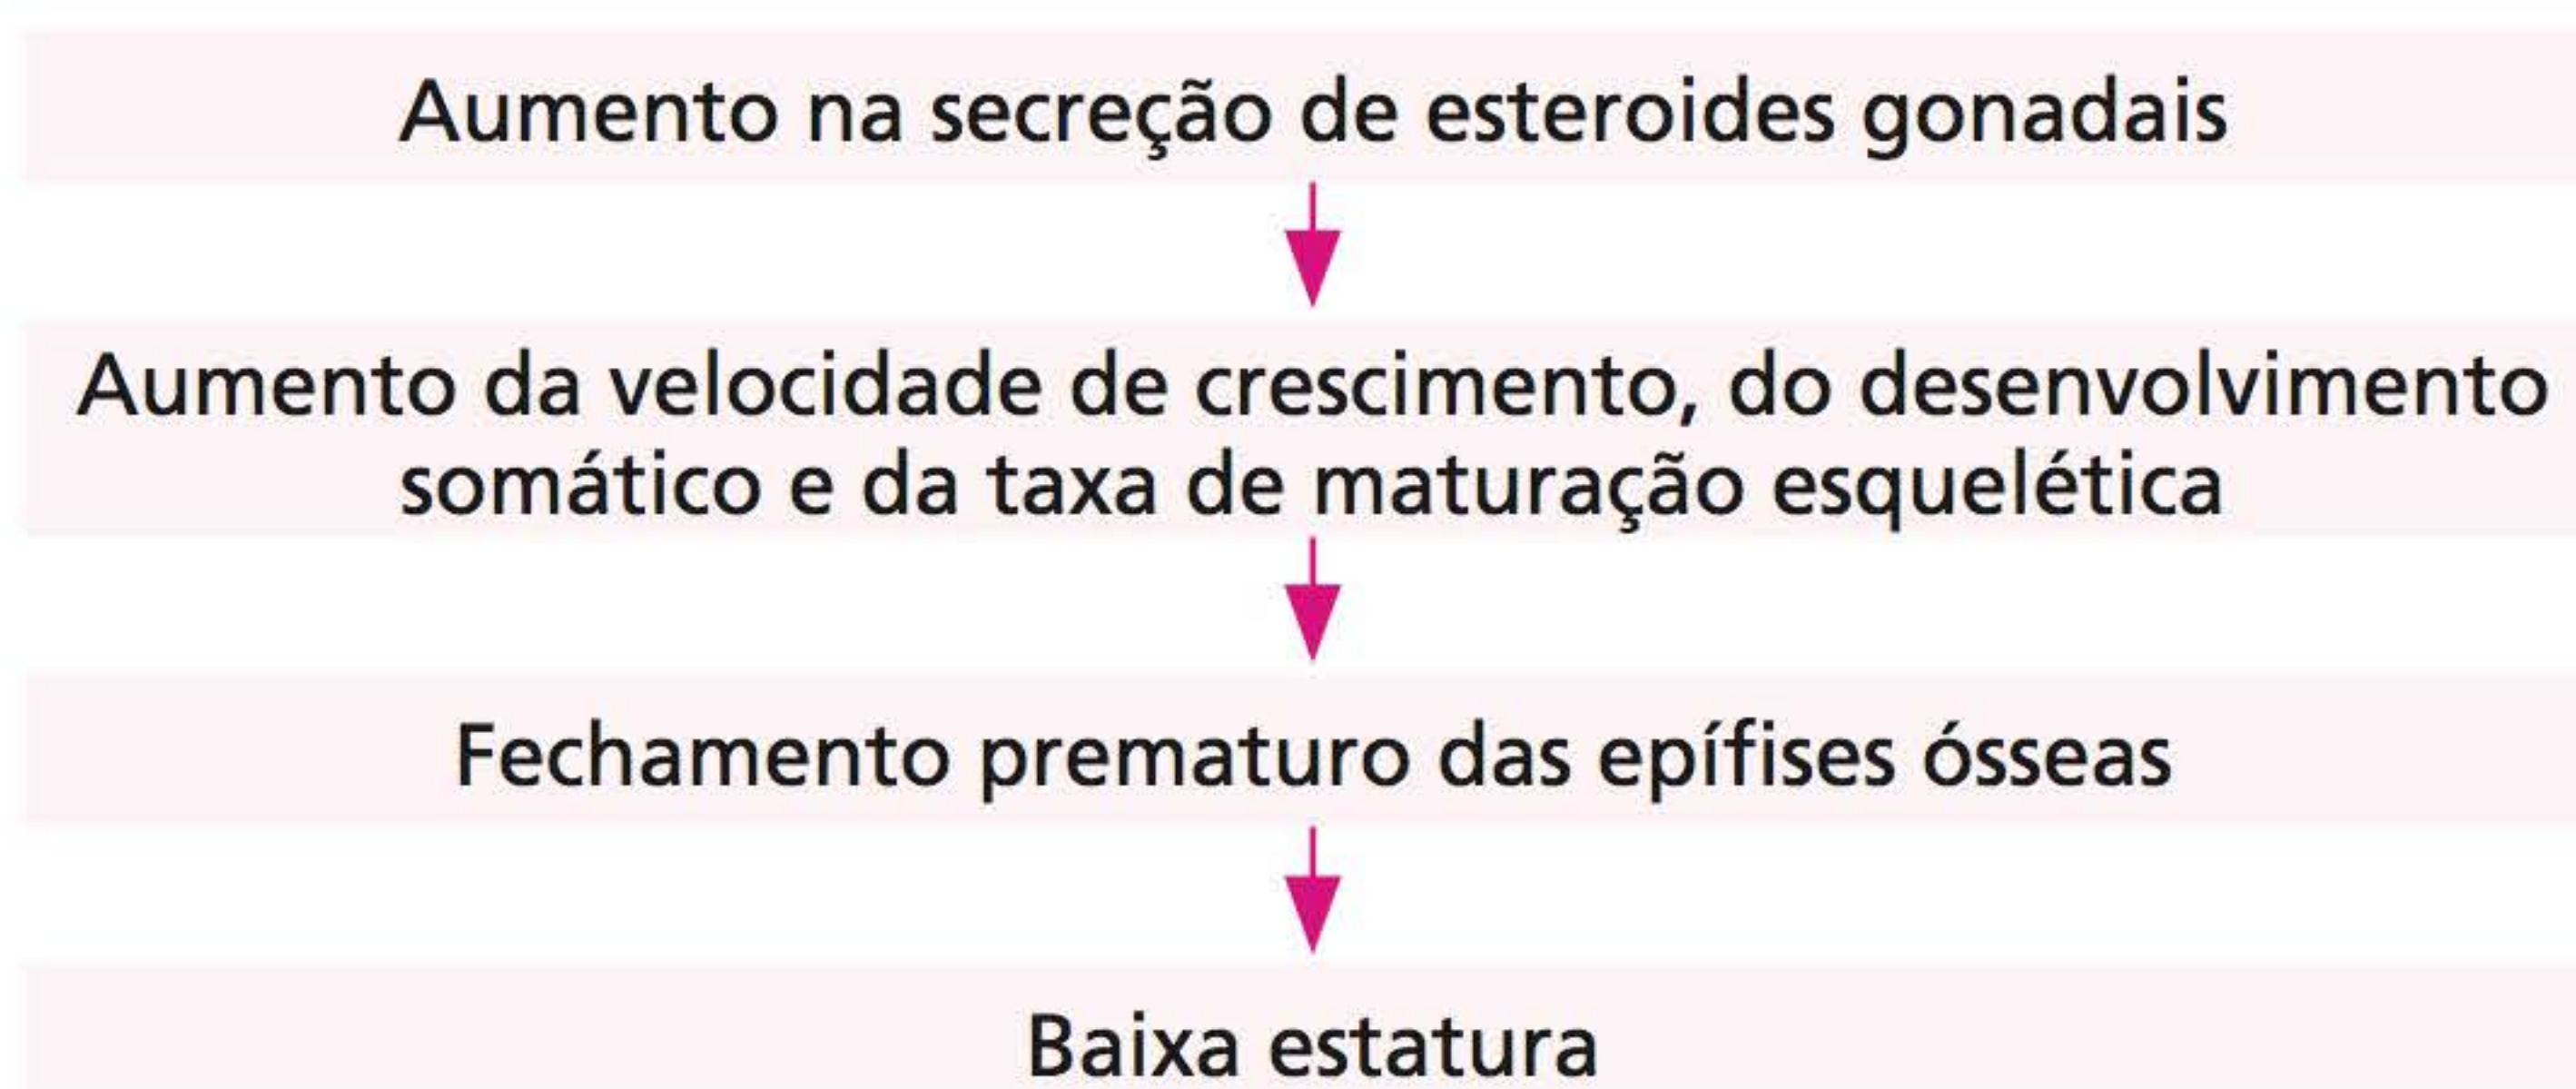 Aumento na secreção de esteroides gonadais
Aumento da velocidade de crescimento, do desenvolvimento
somático e da taxa de maturação esquelética
Fechamento prematuro das epífises ósseas
Baixa estatura